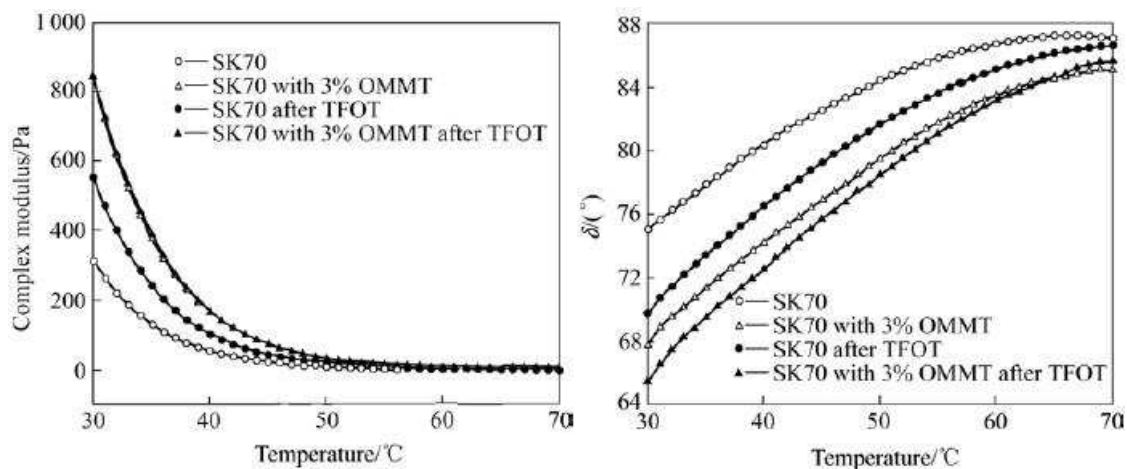 1 000
800
600
400
200
0
Complex modulus/Pa
SK70
SK70 with 3% OMMT
SK70 after TFOT
SK70 with 3% OMMT after TFOT
30
40
50
60
70
Temperature/℃
88
84
80
76
72
68
64
δ/(°)
SK70
SK70 with 3% OMMT
SK70 after TFOT
SK70 with 3% OMMT after TFOT
30
40
50
60
70
Temperature/℃